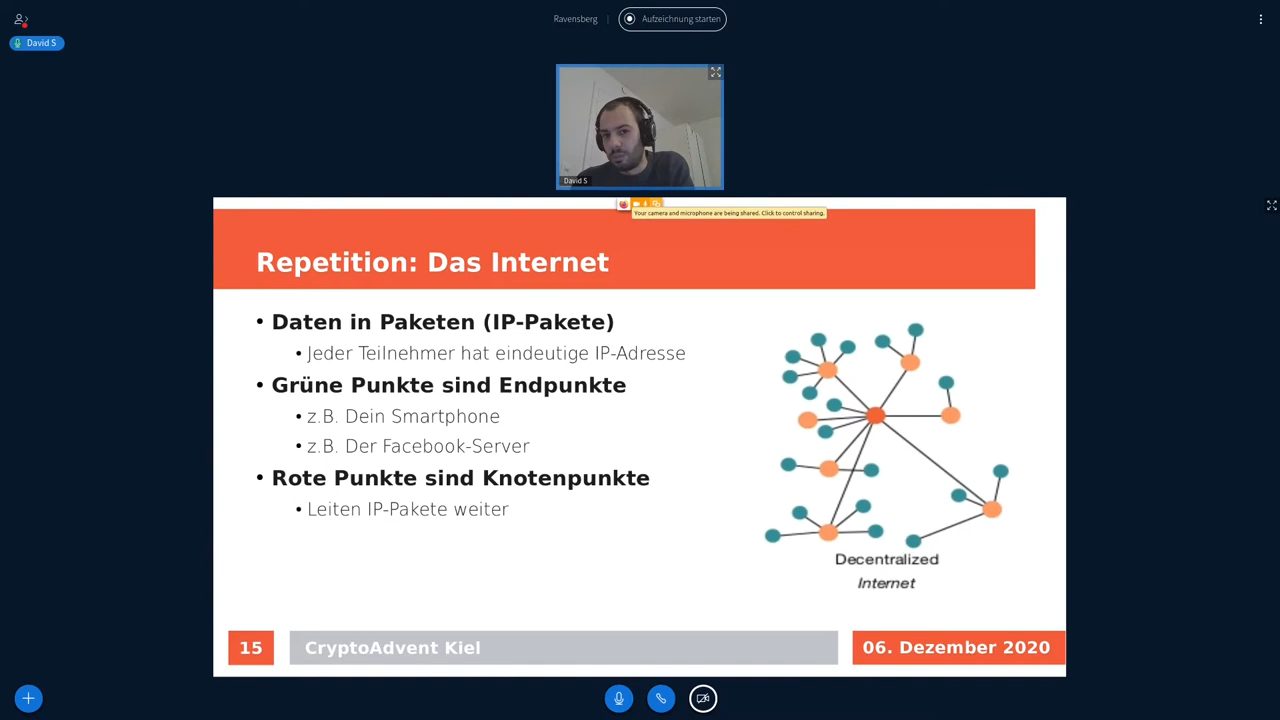 Ravensberg
Aufzeichnung starten
David S
David S
Your camera and microphone are being shared. Click to control sharing.
Repetition: Das Internet
• Daten in Paketen (IP-Pakete)
• Jeder Teilnehmer hat eindeutige IP-Adresse
• Grüne Punkte sind Endpunkte
• z.B. Dein Smartphone
• z.B. Der Facebook-Server
• Rote Punkte sind Knotenpunkte
• Leiten IP-Pakete weiter
Decentralized
Internet
15
CryptoAdvent Kiel
06. Dezember 2020